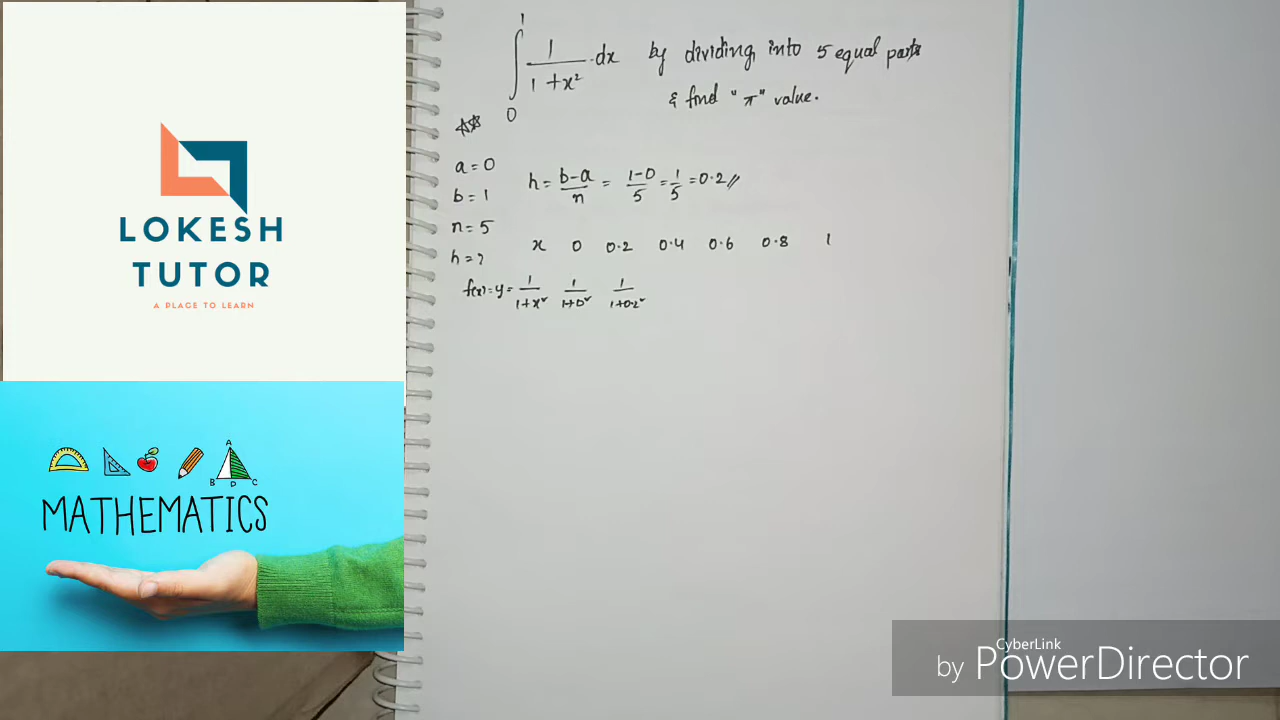 LOKESH
TUTOR
A PLACE TO LEARN
A
B D C
MATHEMATICS
∫₀¹ 1/(1+x²) · dx by dividing into 5 equal parts
& find "π" value.
a = 0
b = 1
n = 5
h = ?
h = (b-a)/n = (1-0)/5 = 1/5 = 0.2//
x 0 0.2 0.4 0.6 0.8 1
f(x) = y = 1/(1+x²) 1/(1+0²) 1/(1+0.2²)
CyberLink
by PowerDirector